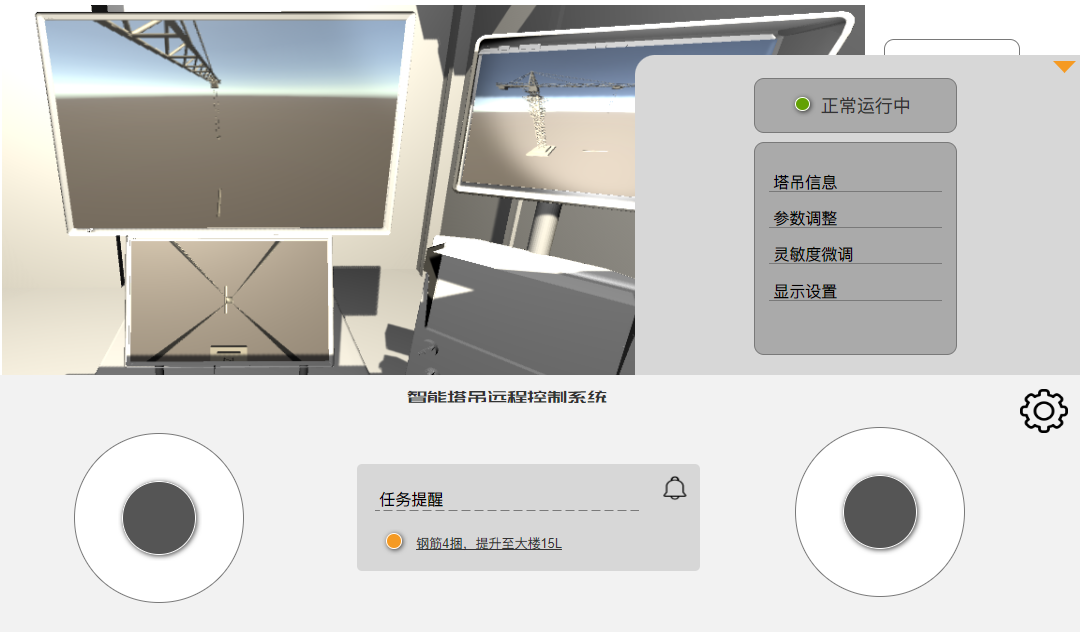 正常运行中
塔吊信息
参数调整
灵敏度微调
显示设置
智能塔吊远程控制系统
任务提醒
钢筋4捆，提升至大楼15L